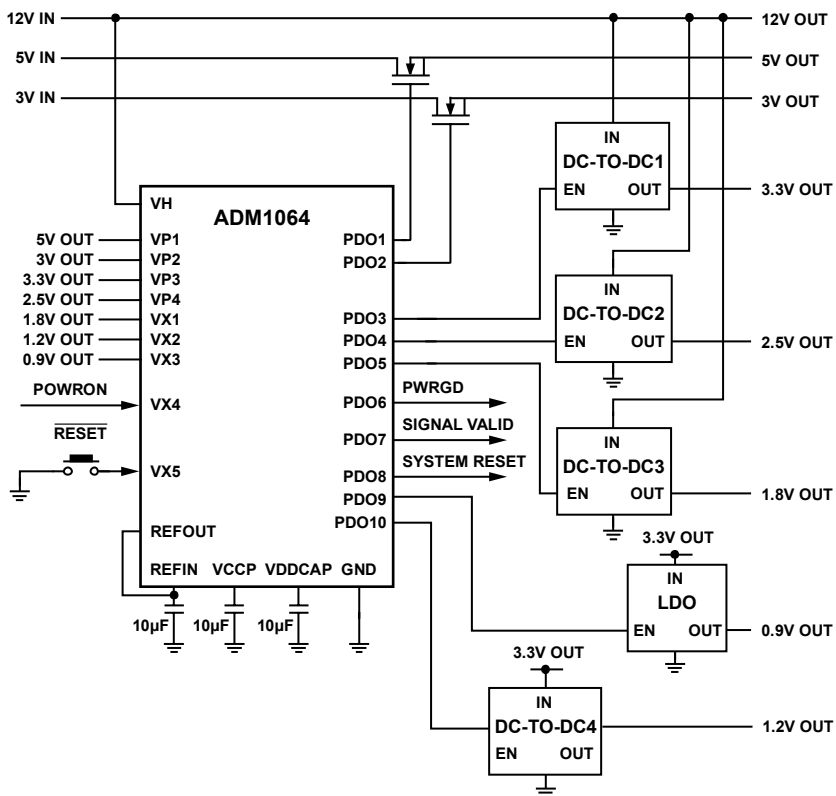 12V IN
12V OUT
5V IN
5V OUT
3V IN
3V OUT
IN
DC-TO-DC1
EN OUT
3.3V OUT
VH
ADM1064
5V OUT
VP1
PDO1
3V OUT
VP2
PDO2
3.3V OUT
VP3
2.5V OUT
VP4
1.8V OUT
VX1
PDO3
1.2V OUT
VX2
PDO4
0.9V OUT
VX3
PDO5
IN
DC-TO-DC2
EN OUT
2.5V OUT
POWRON
VX4
PDO6
PWRGD
PDO7
SIGNAL VALID
RESET
VX5
PDO8
SYSTEM RESET
PDO9
PDO10
IN
DC-TO-DC3
EN OUT
1.8V OUT
REFOUT
REFIN VCCP VDDCAP GND
10µF 10µF 10µF
3.3V OUT
IN
LDO
EN OUT
0.9V OUT
3.3V OUT
IN
DC-TO-DC4
EN OUT
1.2V OUT